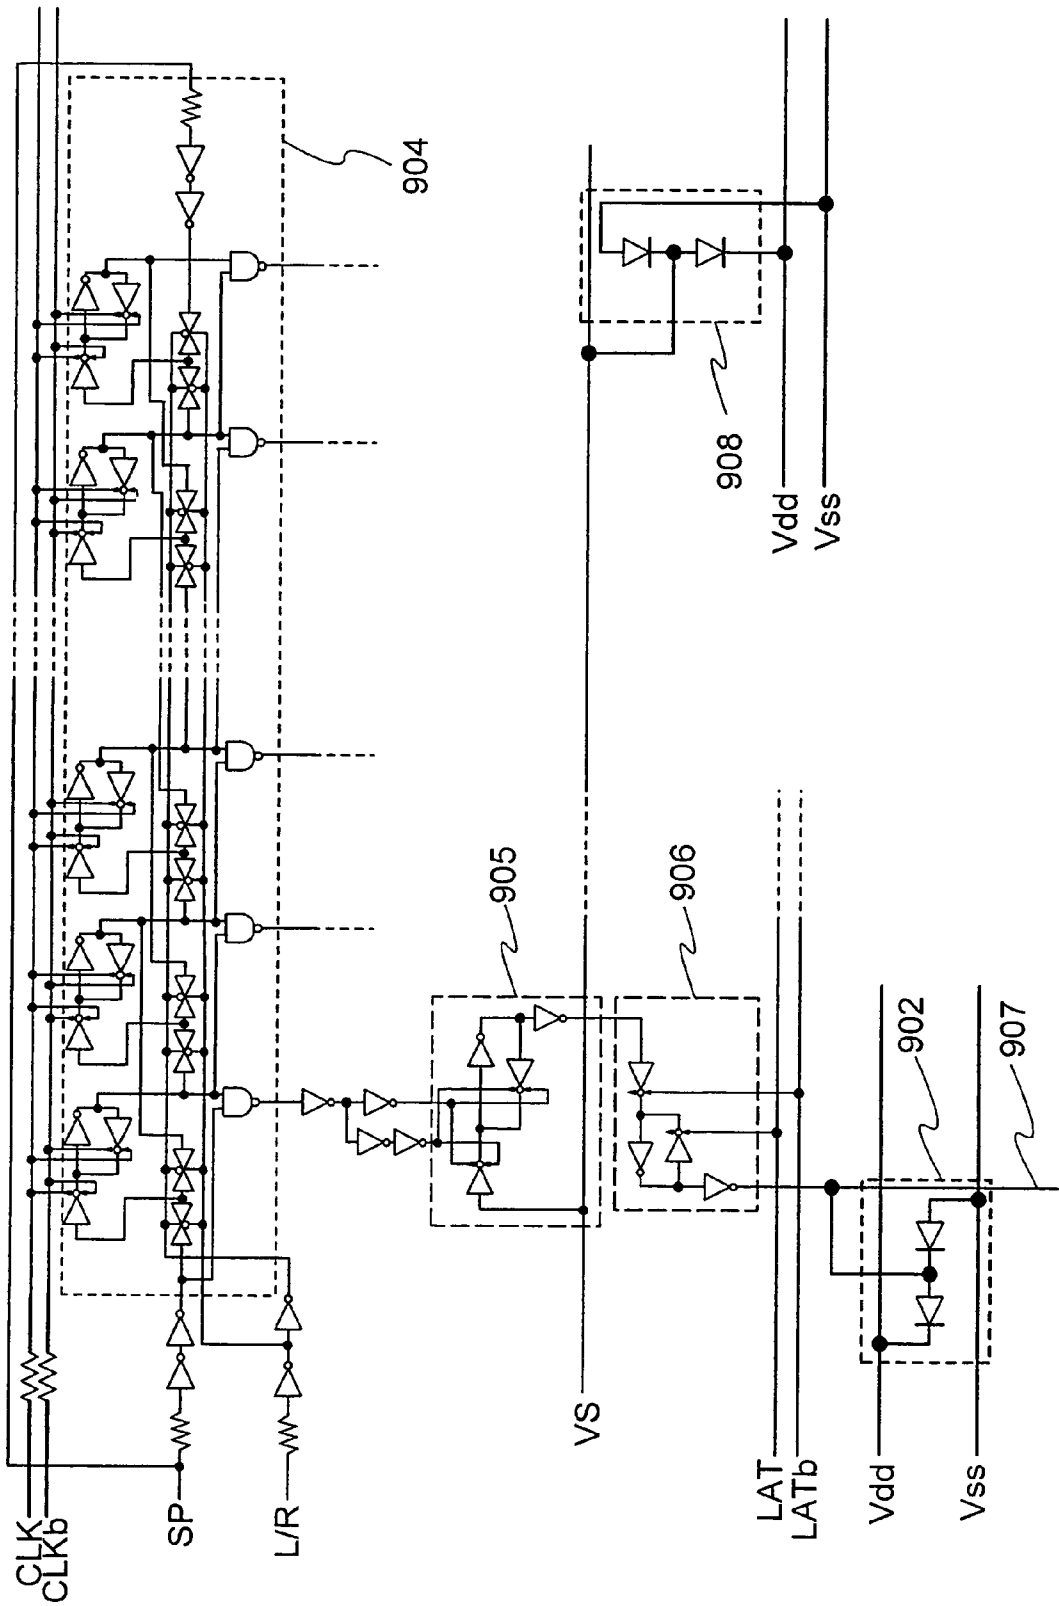 CLK
CLKb
SP
L/R
904
905
VS
906
LAT
LATb
902
907
Vdd
Vss
908
Vdd
Vss